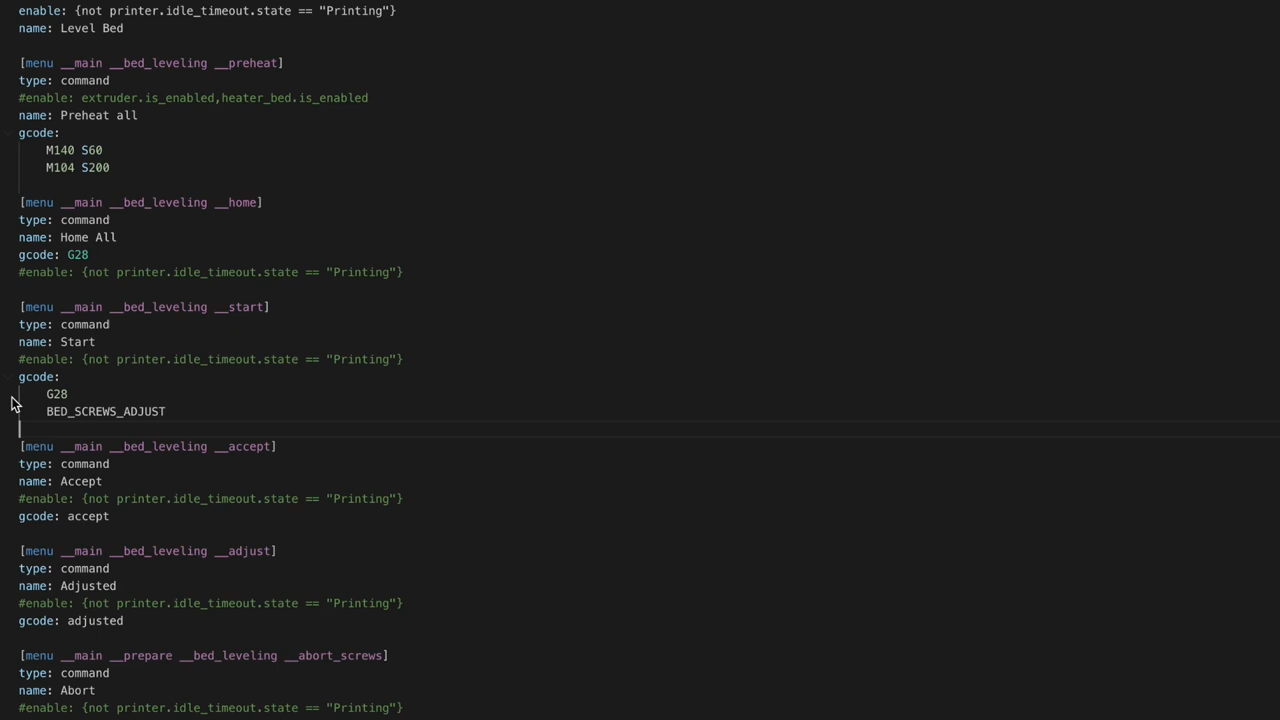 enable: {not printer.idle_timeout.state == "Printing"}
name: Level Bed
[menu __main __bed_leveling __preheat]
type: command
#enable: extruder.is_enabled,heater_bed.is_enabled
name: Preheat all
gcode:
M140 S60
M104 S200
[menu __main __bed_leveling __home]
type: command
name: Home All
gcode: G28
#enable: {not printer.idle_timeout.state == "Printing"}
[menu __main __bed_leveling __start]
type: command
name: Start
#enable: {not printer.idle_timeout.state == "Printing"}
gcode:
G28
BED_SCREWS_ADJUST
[menu __main __bed_leveling __accept]
type: command
name: Accept
#enable: {not printer.idle_timeout.state == "Printing"}
gcode: accept
[menu __main __bed_leveling __adjust]
type: command
name: Adjusted
#enable: {not printer.idle_timeout.state == "Printing"}
gcode: adjusted
[menu __main __prepare __bed_leveling __abort_screws]
type: command
name: Abort
#enable: {not printer.idle_timeout.state == "Printing"}